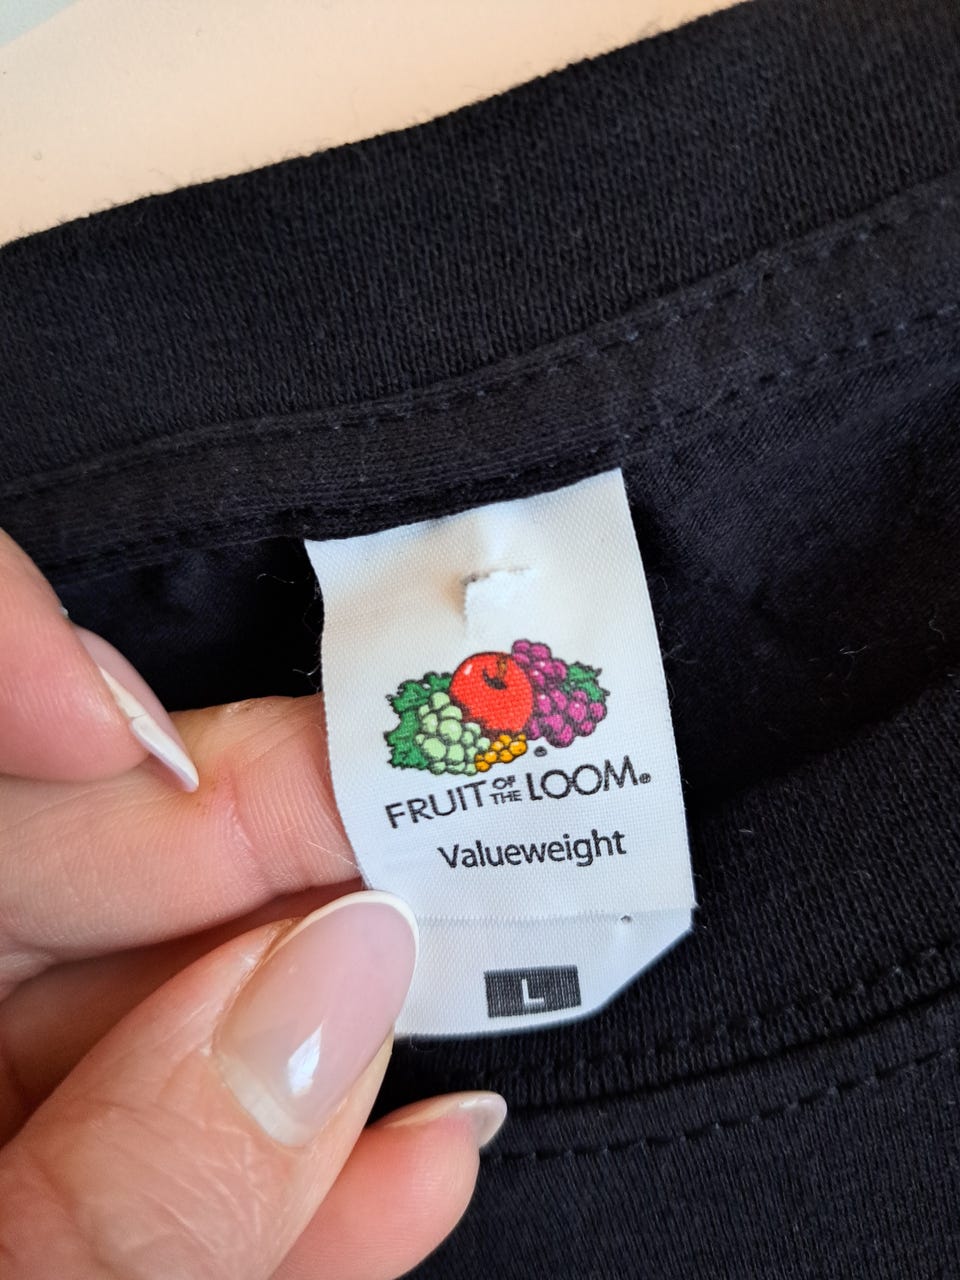 FRUIT OF THE LOOM®
Valueweight
L